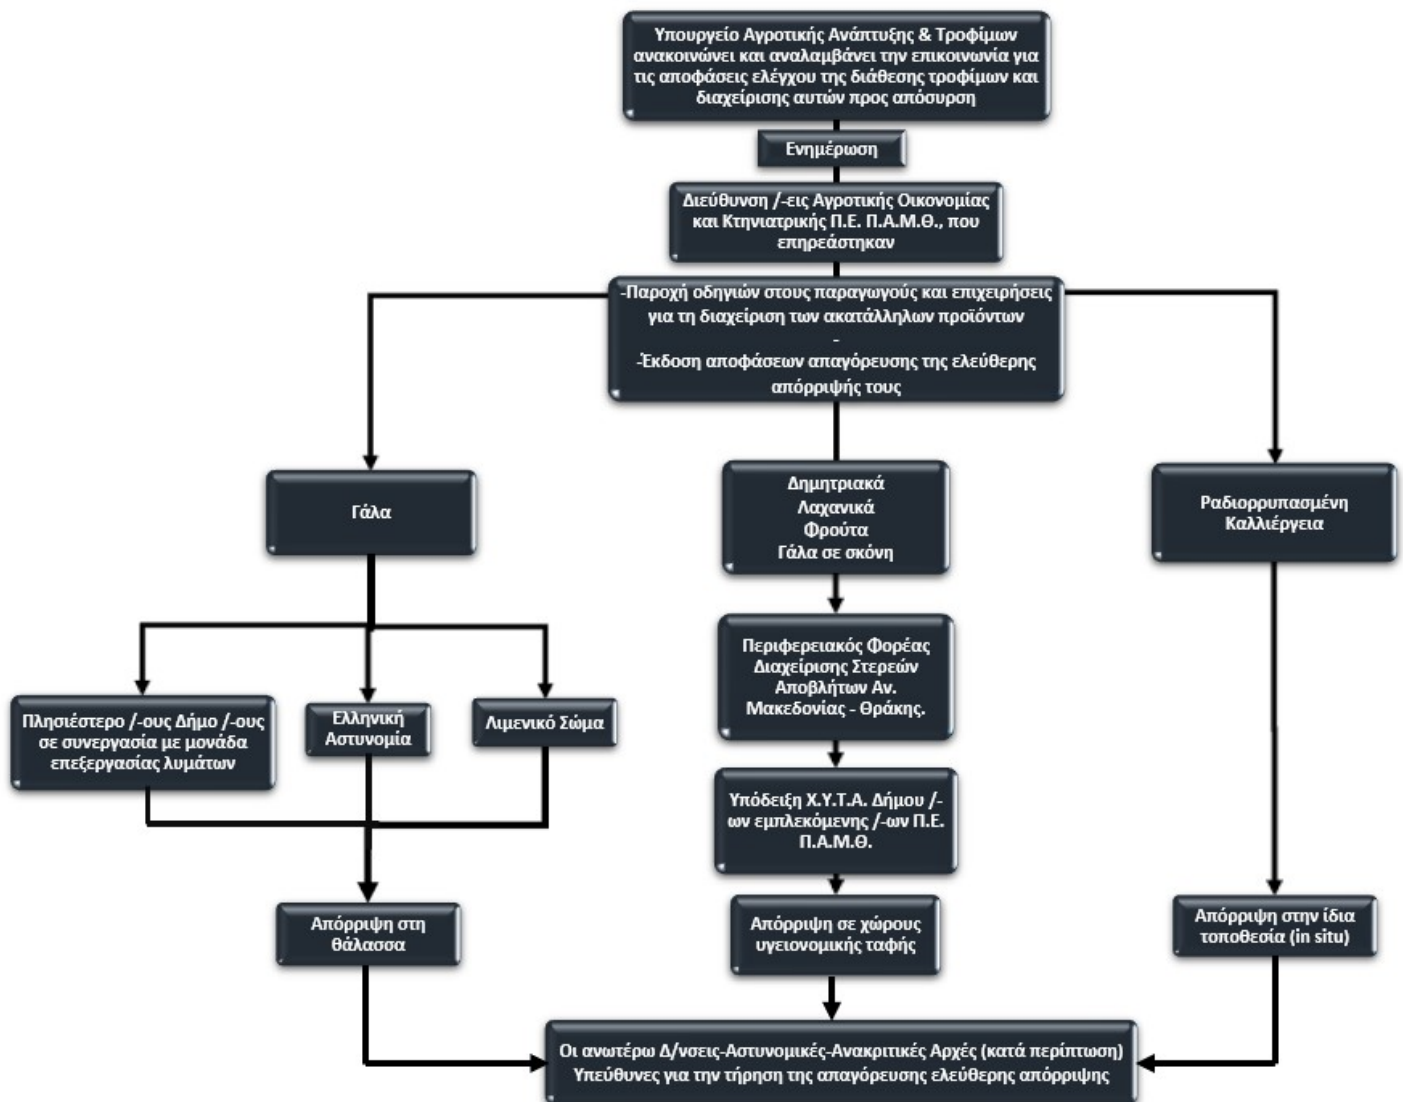 Υπουργείο Αγροτικής Ανάπτυξης & Τροφίμων
ανακοινώνει και αναλαμβάνει την επικοινωνία για
τις αποφάσεις ελέγχου της διάθεσης τροφίμων και
διαχείρισης αυτών προς απόσυρση
Ενημέρωση
Διεύθυνση /-εις Αγροτικής Οικονομίας
και Κτηνιατρικής Π.Ε. Π.Α.Μ.Θ., που
επηρεάστηκαν
-Παροχή οδηγιών στους παραγωγούς και επιχειρήσεις
για τη διαχείριση των ακατάλληλων προϊόντων
-
-Έκδοση αποφάσεων απαγόρευσης της ελεύθερης
απόρριψής τους
Γάλα
Δημητριακά
Λαχανικά
Φρούτα
Γάλα σε σκόνη
Ραδιορρυπασμένη
Καλλιέργεια
Πλησιέστερο /-ους Δήμο /-ους
σε συνεργασία με μονάδα
επεξεργασίας λυμάτων
Ελληνική
Αστυνομία
Λιμενικό Σώμα
Περιφερειακός Φορέας
Διαχείρισης Στερεών
Αποβλήτων Αν.
Μακεδονίας - Θράκης.
Υπόδειξη Χ.Υ.Τ.Α. Δήμου /-
ων εμπλεκόμενης /-ων Π.Ε.
Π.Α.Μ.Θ.
Απόρριψη στη
θάλασσα
Απόρριψη σε χώρους
υγειονομικής ταφής
Απόρριψη στην ίδια
τοποθεσία (in situ)
Οι ανωτέρω Δ/νσεις-Αστυνομικές-Ανακριτικές Αρχές (κατά περίπτωση)
Υπεύθυνες για την τήρηση της απαγόρευσης ελεύθερης απόρριψης